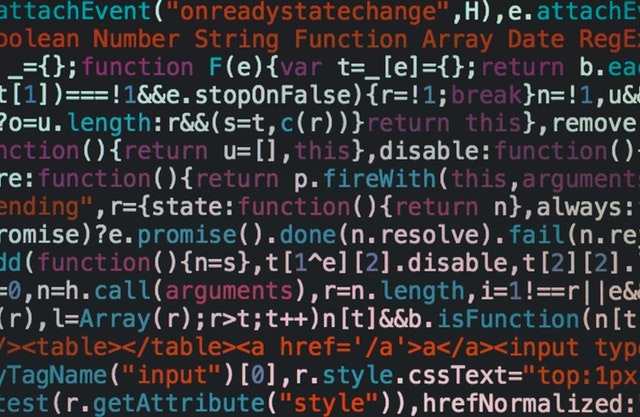 attachEvent("onreadystatechange",H),e.attachE
oolean Number String Function Array Date RegE
_={};function F(e){var t=_[e]={};return b.ea
t[1])===!1&&e.stopOnFalse){r=!1;break}n=!1,u&
?o=u.length:r&&(s=t,c(r))}return this},remove
nction(){return u=[],this},disable:function()
re:function(){return p.fireWith(this,arguments
ending",r={state:function(){return n},always:
romise)?e.promise().done(n.resolve).fail(n.re
dd(function(){n=s},t[1^e][2].disable,t[2][2].
=0,n=h.call(arguments),r=n.length,i=1!==r||e&
(r),l=Array(r);r>t;t++)n[t]&&b.isFunction(n[t
/><table></table><a href='/a'>a</a><input typ
yTagName("input")[0],r.style.cssText="top:1px
test(r.getAttribute("style")),hrefNormalized: